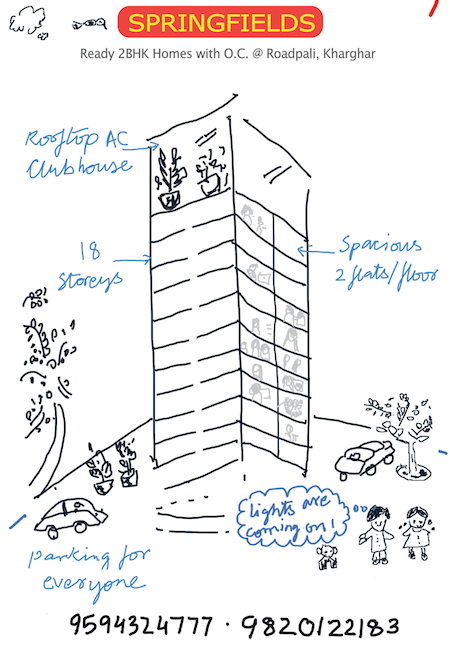 SPRINGFIELDS
Ready 2BHK Homes with O.C. @ Roadpali, Kharghar
Rooftop AC
Clubhouse
18
Storeys
Spacious
2 flats/floor
Lights are
coming on!
parking for
everyone
9594324777 · 9820122183